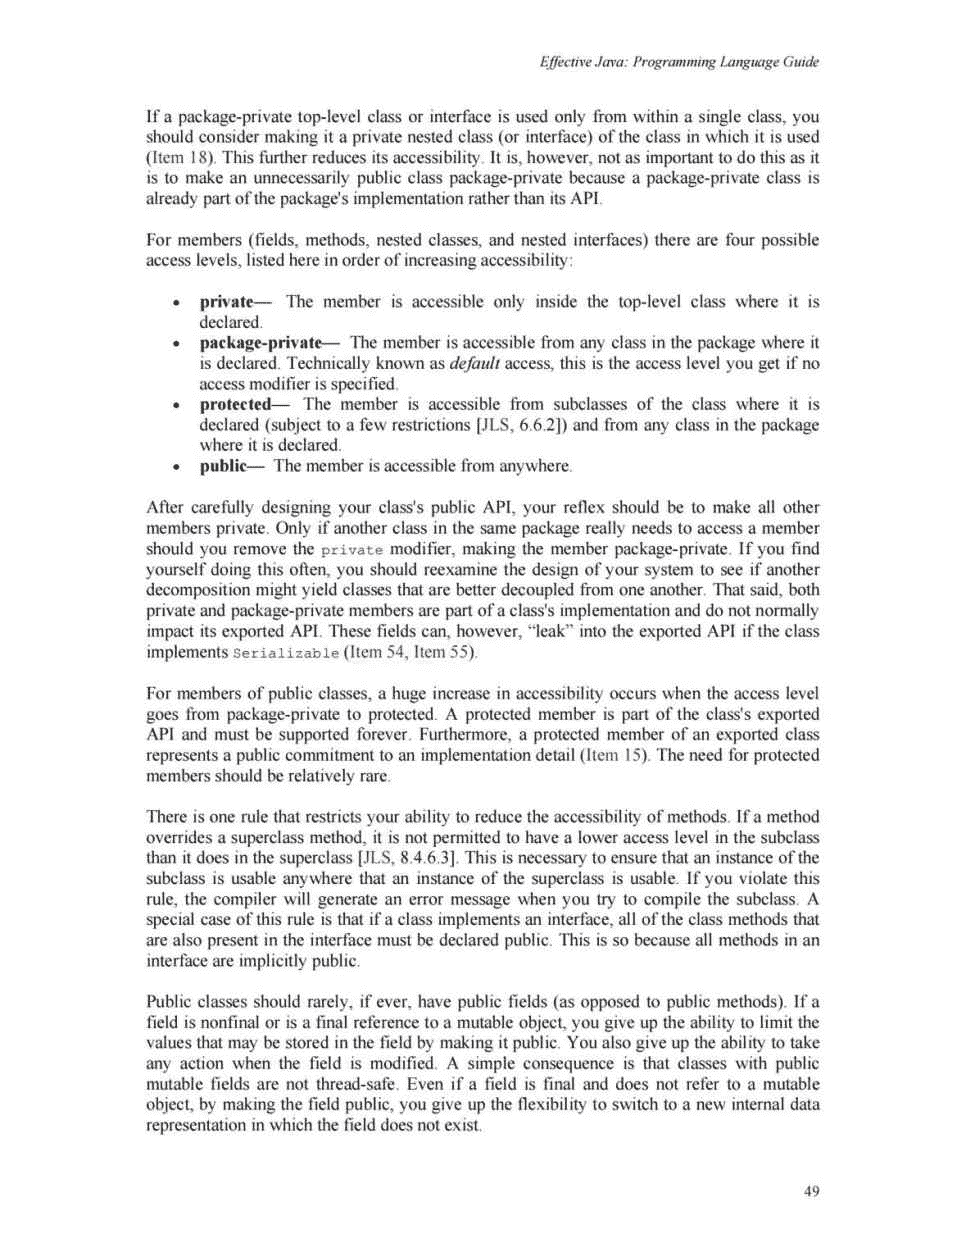 Effective Java: Programming Language Guide
If a package-private top-level class or interface is used only from within a single class, you
should consider making it a private nested class (or interface) of the class in which it is used
(Item 18). This further reduces its accessibility. It is, however, not as important to do this as it
is to make an unnecessarily public class package-private because a package-private class is
already part of the package's implementation rather than its API.
For members (fields, methods, nested classes, and nested interfaces) there are four possible
access levels, listed here in order of increasing accessibility:
• private— The member is accessible only inside the top-level class where it is
declared.
• package-private— The member is accessible from any class in the package where it
is declared. Technically known as default access, this is the access level you get if no
access modifier is specified.
• protected— The member is accessible from subclasses of the class where it is
declared (subject to a few restrictions [JLS, 6.6.2]) and from any class in the package
where it is declared.
• public— The member is accessible from anywhere.
After carefully designing your class's public API, your reflex should be to make all other
members private. Only if another class in the same package really needs to access a member
should you remove the private modifier, making the member package-private. If you find
yourself doing this often, you should reexamine the design of your system to see if another
decomposition might yield classes that are better decoupled from one another. That said, both
private and package-private members are part of a class's implementation and do not normally
impact its exported API. These fields can, however, “leak” into the exported API if the class
implements Serializable (Item 54, Item 55).
For members of public classes, a huge increase in accessibility occurs when the access level
goes from package-private to protected. A protected member is part of the class's exported
API and must be supported forever. Furthermore, a protected member of an exported class
represents a public commitment to an implementation detail (Item 15). The need for protected
members should be relatively rare.
There is one rule that restricts your ability to reduce the accessibility of methods. If a method
overrides a superclass method, it is not permitted to have a lower access level in the subclass
than it does in the superclass [JLS, 8.4.6.3]. This is necessary to ensure that an instance of the
subclass is usable anywhere that an instance of the superclass is usable. If you violate this
rule, the compiler will generate an error message when you try to compile the subclass. A
special case of this rule is that if a class implements an interface, all of the class methods that
are also present in the interface must be declared public. This is so because all methods in an
interface are implicitly public.
Public classes should rarely, if ever, have public fields (as opposed to public methods). If a
field is nonfinal or is a final reference to a mutable object, you give up the ability to limit the
values that may be stored in the field by making it public. You also give up the ability to take
any action when the field is modified. A simple consequence is that classes with public
mutable fields are not thread-safe. Even if a field is final and does not refer to a mutable
object, by making the field public, you give up the flexibility to switch to a new internal data
representation in which the field does not exist.
49